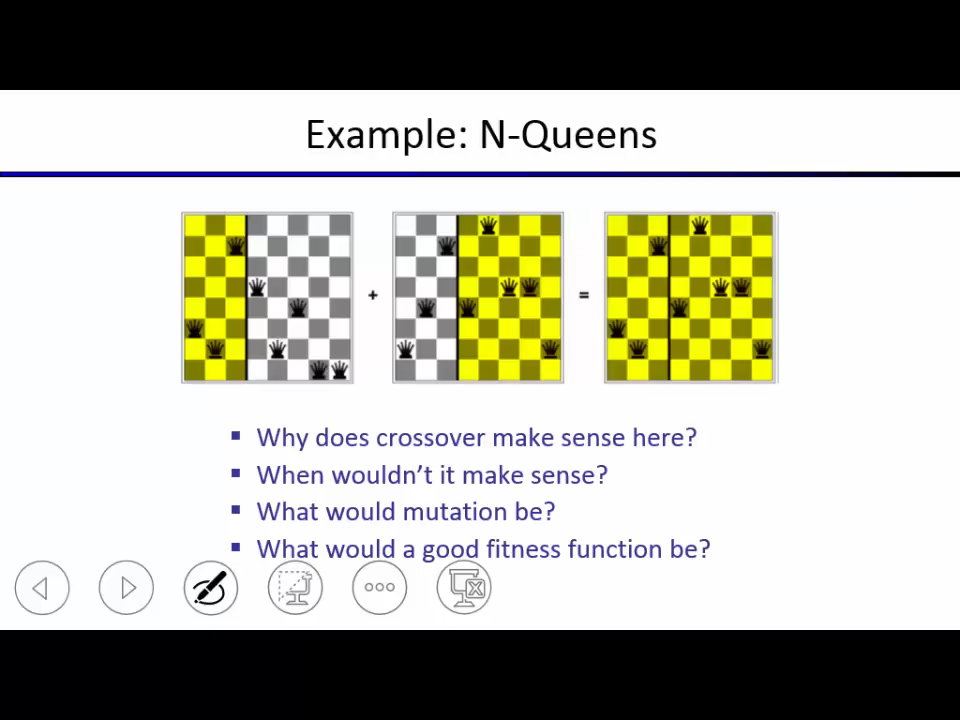 Example: N-Queens
+ =
▪ Why does crossover make sense here?
▪ When wouldn’t it make sense?
▪ What would mutation be?
▪ What would a good fitness function be?